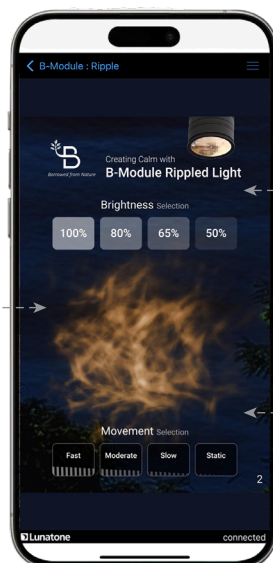 B-Module : Ripple
B
Borrowed from Nature
Creating Calm with
B-Module Rippled Light
Brightness Selection
100% 80% 65% 50%
Movement Selection
Fast Moderate Slow Static
2
Lunatone connected